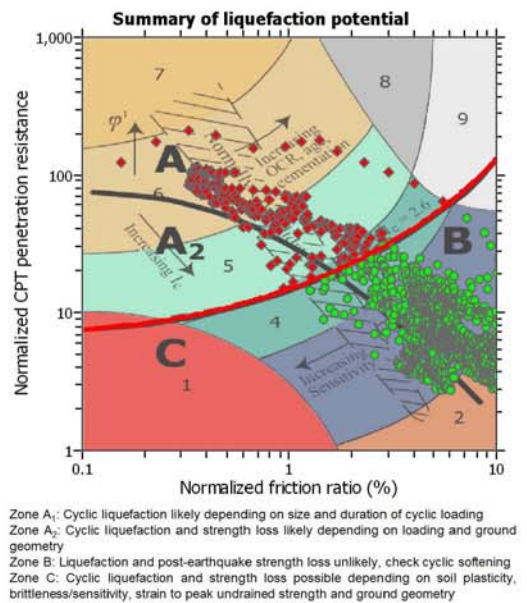 Summary of liquefaction potential
1,000
7
8
9
φ'
Increasing
OCR, age,
cementation
A
100
6
A2
Increasing Ic
5
= 2.6
B
10
4
C
1
Increasing
Sensitivity
2
1
0.1
1
10
Normalized CPT penetration resistance
Normalized friction ratio (%)
Zone A1: Cyclic liquefaction likely depending on size and duration of cyclic loading
Zone A2: Cyclic liquefaction and strength loss likely depending on loading and ground
geometry
Zone B: Liquefaction and post-earthquake strength loss unlikely, check cyclic softening
Zone C: Cyclic liquefaction and strength loss possible depending on soil plasticity,
brittleness/sensitivity, strain to peak undrained strength and ground geometry